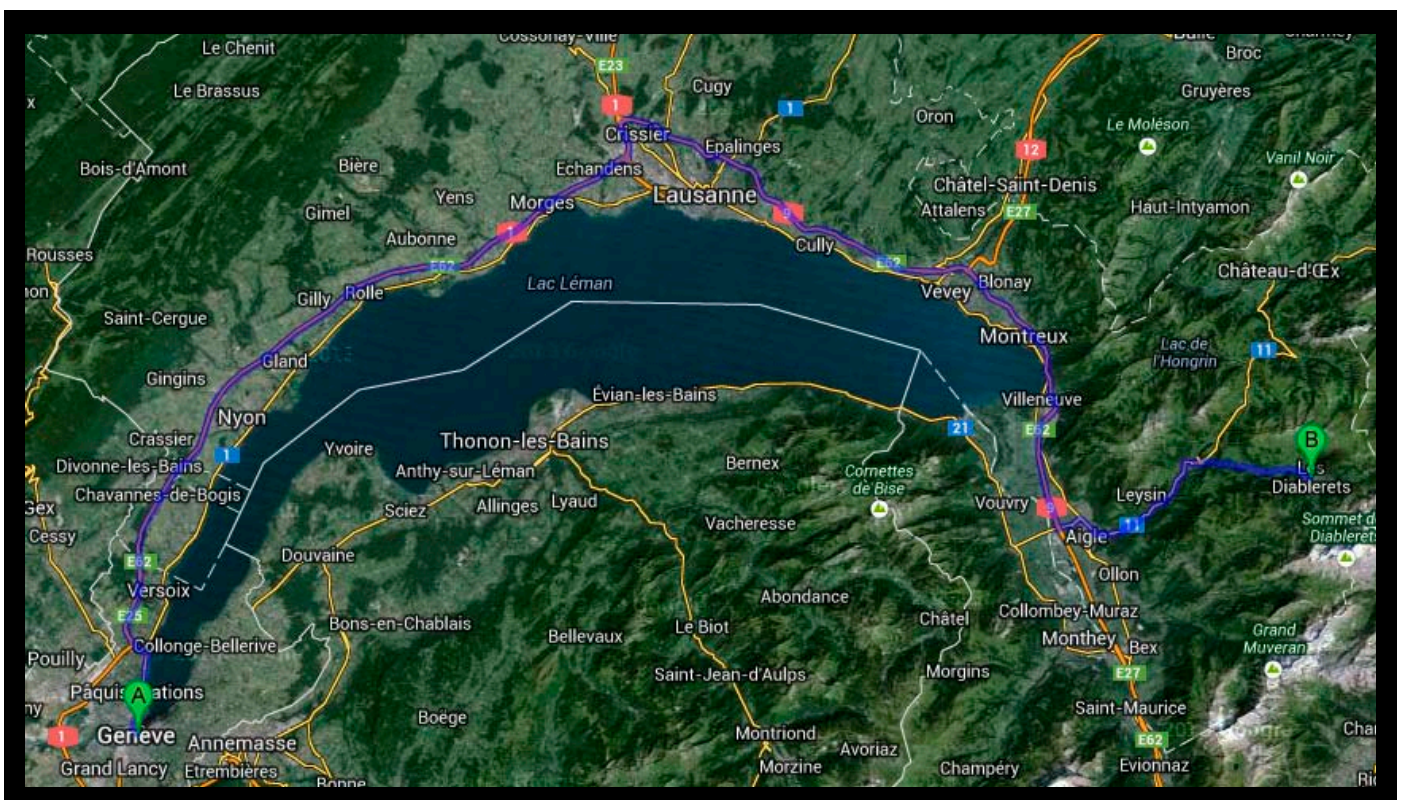 Le Chenit
Cossonay-Ville
Bulle
Charmey
Broc
E23
Le Brassus
Cugy
Gruyères
x
1
1
Oron
Le Moléson
Crissier
Epalinges
12
Bois-d'Amont
Bière
Echandens
Vanil Noir
Yens
Lausanne
Châtel-Saint-Denis
Gimel
Morges
9
Attalens
E27
Haut-Intyamon
Aubonne
1
Cully
Rousses
E62
E62
Château-d'Œx
non
Gilly
Rolle
Lac Léman
Vevey
Blonay
Saint-Cergue
Montreux
Lac de
l'Hongrin
11
Gland
Gingins
Évian-les-Bains
Villeneuve
Nyon
21
E62
Crassier
Yvoire
Thonon-les-Bains
B
1
Divonne-les-Bains
Anthy-sur-Léman
Bernex
Cornettes
de Bise
Les
Diablerets
Chavannes-de-Bogis
Gex
Sciez
Allinges
Lyaud
Vouvry
9
Leysin
Vacheresse
11
Sommet d
Diablerets
Cessy
Aigle
Douvaine
E62
Ollon
Versoix
Abondance
E25
Bons-en-Chablais
Châtel
Collombey-Muraz
Collonge-Bellerive
Bellevaux
Le Biot
Monthey
Bex
Grand
Muveran
Pouilly
Saint-Jean-d'Aulps
Morgins
E27
A
Pâquis
ations
ny
Boëge
Saint-Maurice
1
Genève
Annemasse
Montriond
Avoriaz
E62
Cha
Grand Lancy
Etrembières
Morzine
Champéry
Evionnaz
Bonne
Ri